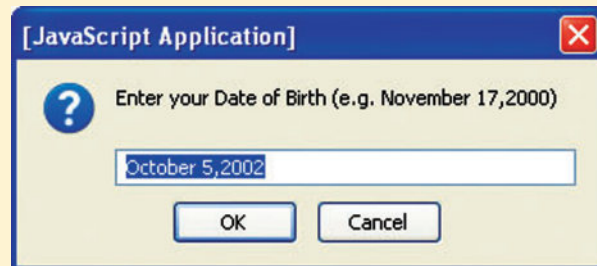 [JavaScript Application]
Enter your Date of Birth (e.g. November 17,2000)
October 5,2002
OK
Cancel